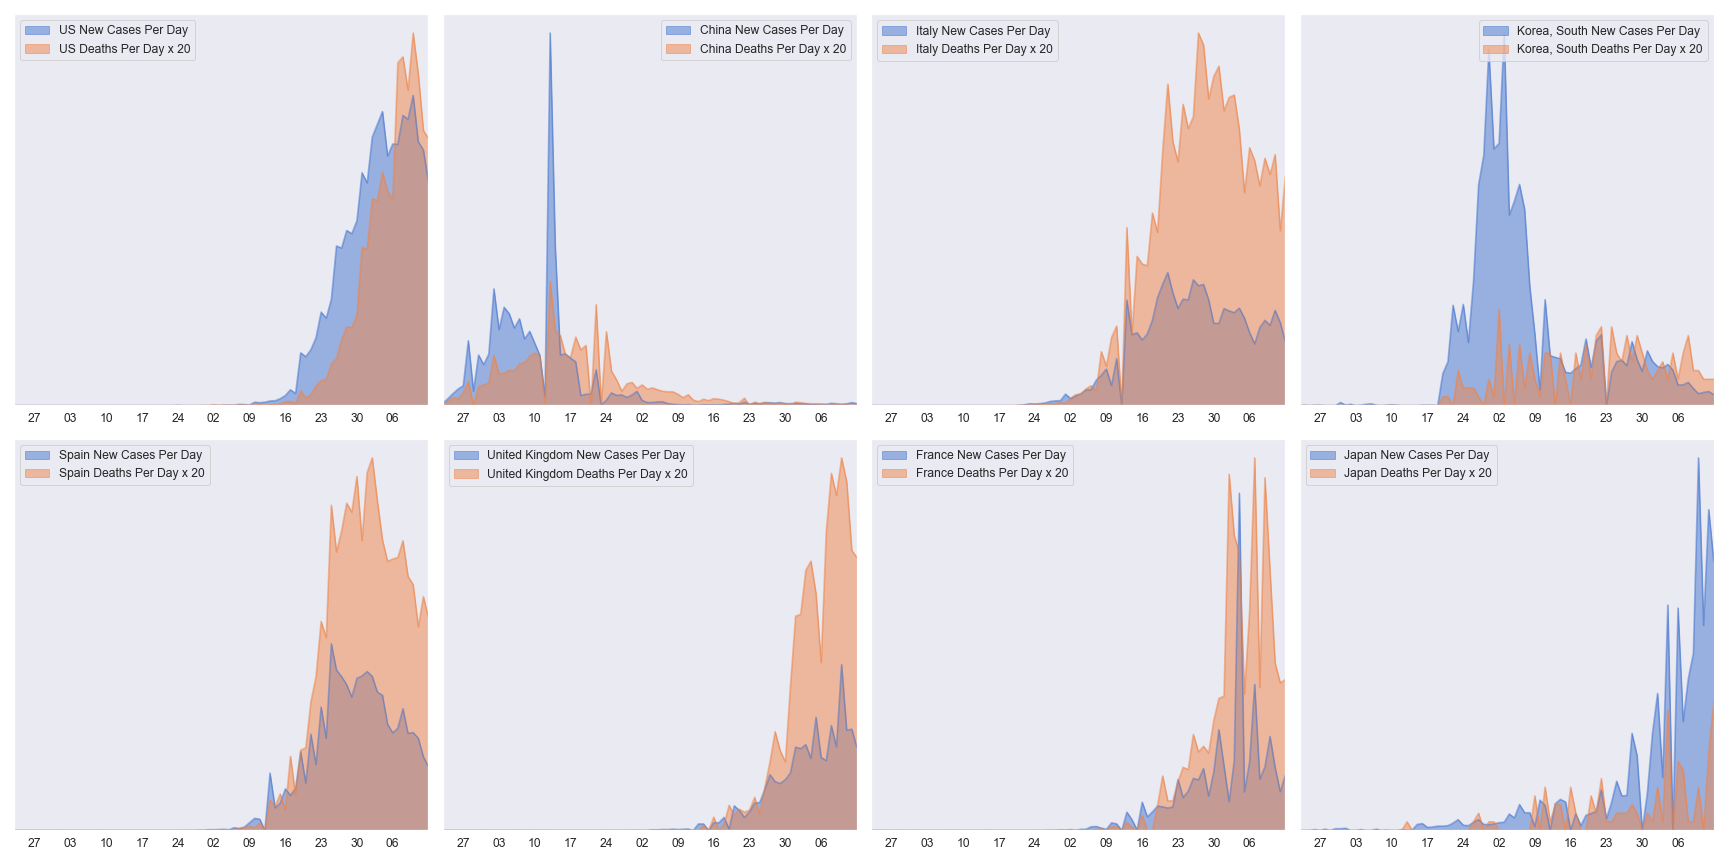 US New Cases Per Day
US Deaths Per Day x 20
China New Cases Per Day
China Deaths Per Day x 20
Italy New Cases Per Day
Italy Deaths Per Day x 20
Korea, South New Cases Per Day
Korea, South Deaths Per Day x 20
27 03 10 17 24 02 09 16 23 30 06
27 03 10 17 24 02 09 16 23 30 06
27 03 10 17 24 02 09 16 23 30 06
27 03 10 17 24 02 09 16 23 30 06
Spain New Cases Per Day
Spain Deaths Per Day x 20
United Kingdom New Cases Per Day
United Kingdom Deaths Per Day x 20
France New Cases Per Day
France Deaths Per Day x 20
Japan New Cases Per Day
Japan Deaths Per Day x 20
27 03 10 17 24 02 09 16 23 30 06
27 03 10 17 24 02 09 16 23 30 06
27 03 10 17 24 02 09 16 23 30 06
27 03 10 17 24 02 09 16 23 30 06